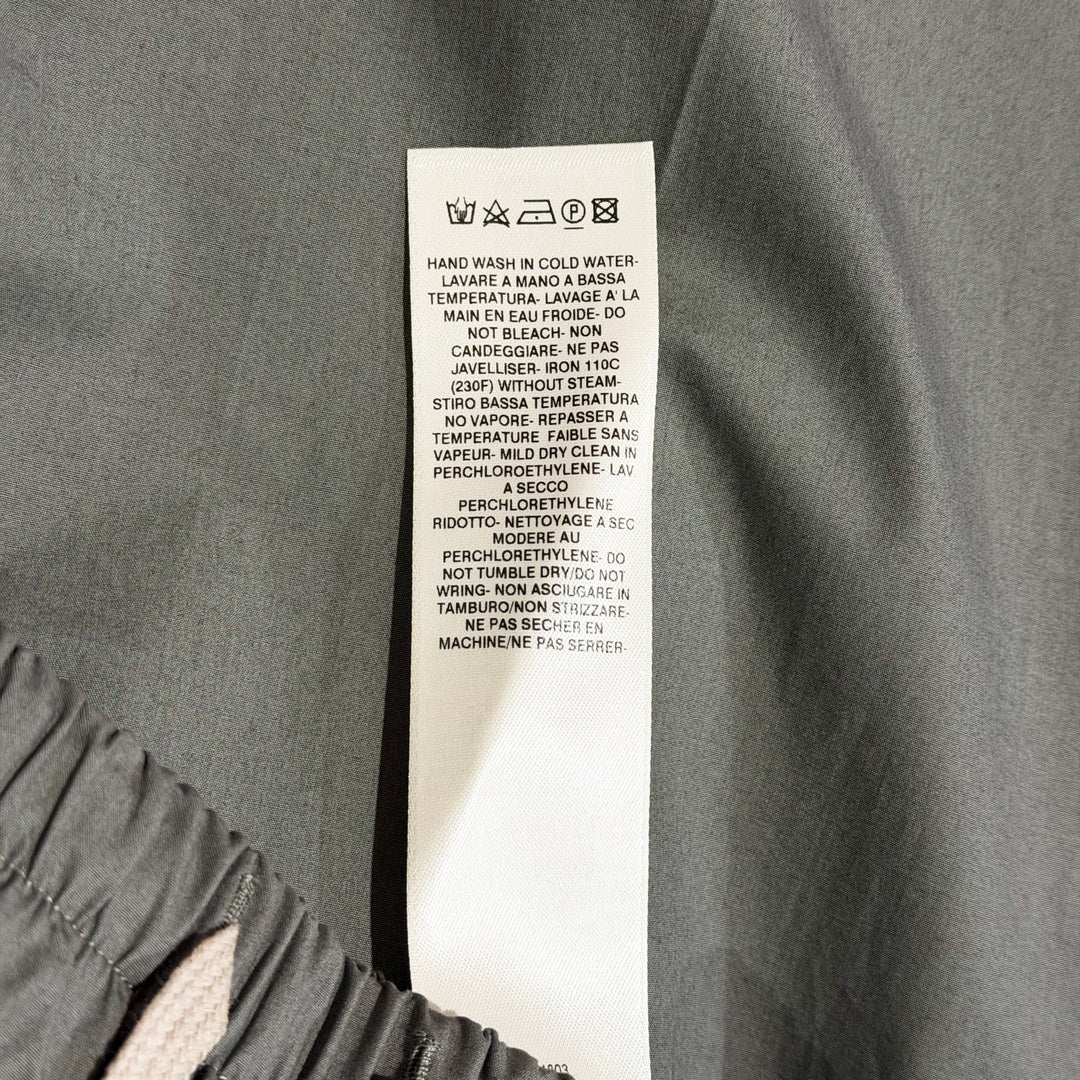 P
HAND WASH IN COLD WATER-
LAVARE A MANO A BASSA
TEMPERATURA- LAVAGE A' LA
MAIN EN EAU FROIDE- DO
NOT BLEACH- NON
CANDEGGIARE- NE PAS
JAVELLISER- IRON 110C
(230F) WITHOUT STEAM-
STIRO BASSA TEMPERATURA
NO VAPORE- REPASSER A
TEMPERATURE FAIBLE SANS
VAPEUR- MILD DRY CLEAN IN
PERCHLOROETHYLENE- LAV
A SECCO
PERCHLORETHYLENE
RIDOTTO- NETTOYAGE A SEC
MODERE AU
PERCHLORETHYLENE- DO
NOT TUMBLE DRY/DO NOT
WRING- NON ASCIUGARE IN
TAMBURO/NON STRIZZARE-
NE PAS SECHER EN
MACHINE/NE PAS SERRER-